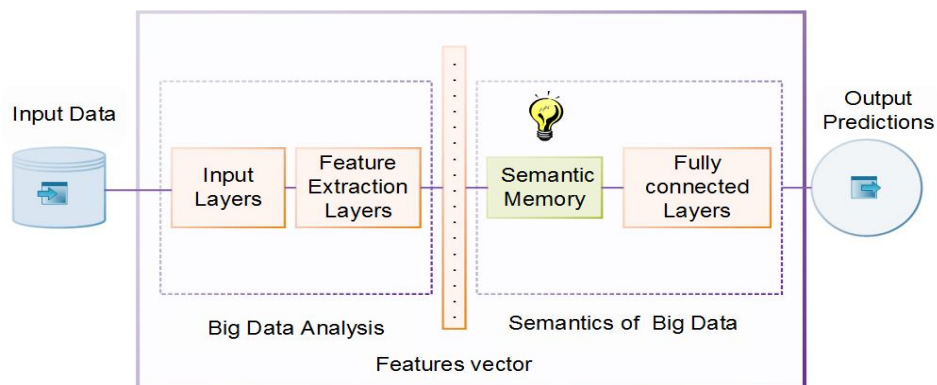 Input Data
Input
Layers
Feature
Extraction
Layers
Semantic
Memory
Fully
connected
Layers
Output
Predictions
Big Data Analysis
Semantics of Big Data
Features vector